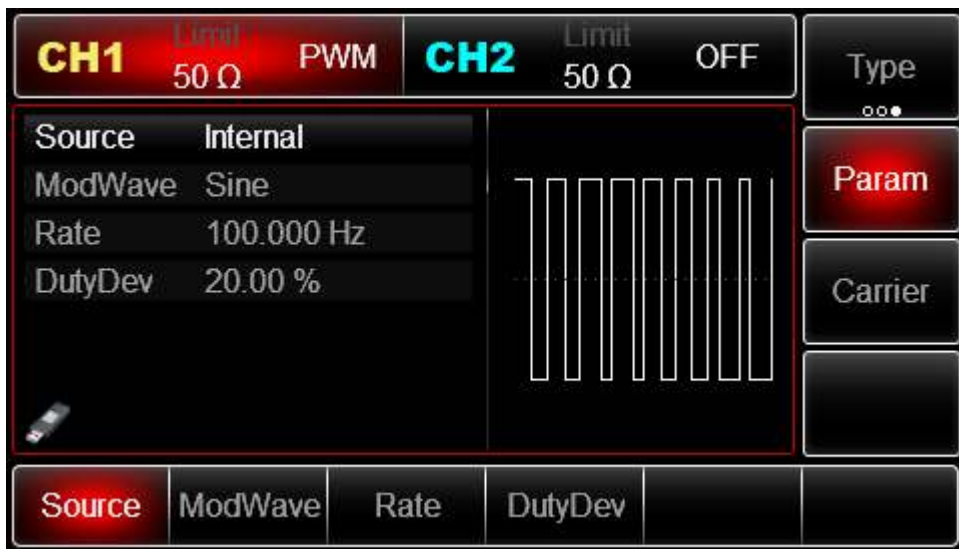 CH1 Limit 50 Ω PWM
CH2 Limit 50 Ω OFF
Type
Source Internal
ModWave Sine
Rate 100.000 Hz
DutyDev 20.00 %
Param
Carrier
Source ModWave Rate DutyDev